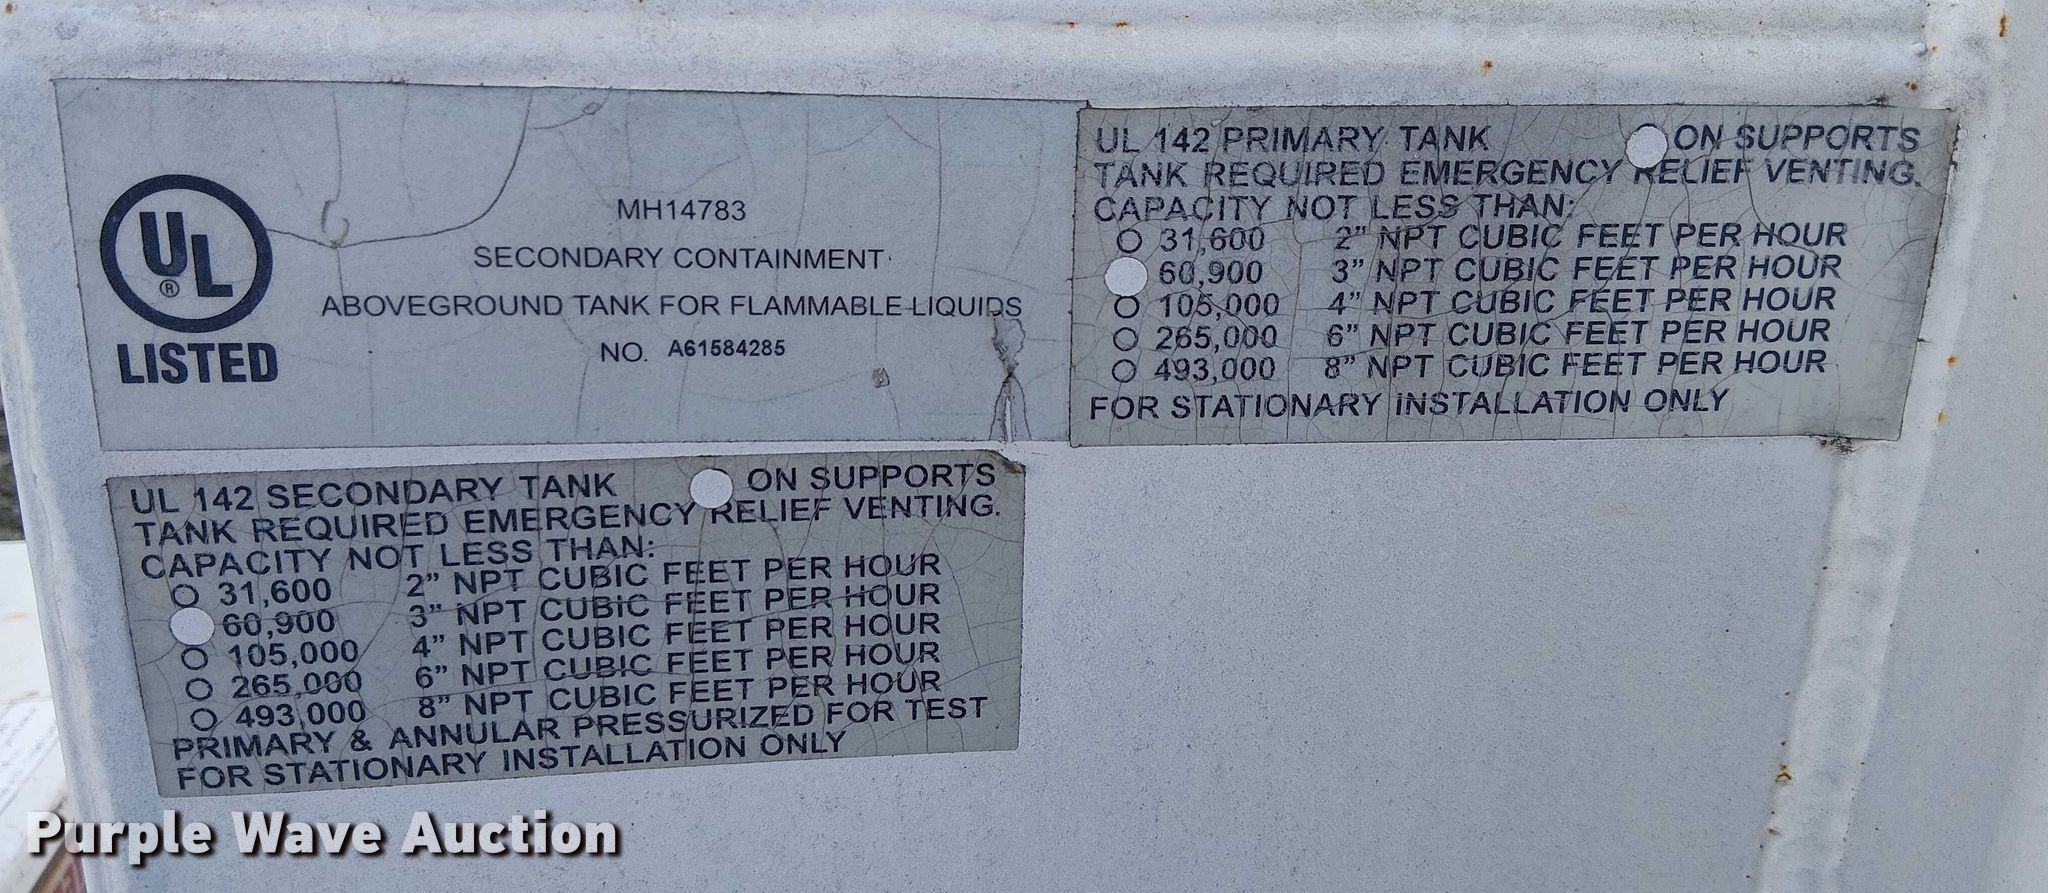 UL
®
LISTED
MH14783
SECONDARY CONTAINMENT
ABOVEGROUND TANK FOR FLAMMABLE LIQUIDS
NO. A61584285
UL 142 PRIMARY TANK ON SUPPORTS
TANK REQUIRED EMERGENCY RELIEF VENTING.
CAPACITY NOT LESS THAN:
31,600 2” NPT CUBIC FEET PER HOUR
60,900 3” NPT CUBIC FEET PER HOUR
105,000 4” NPT CUBIC FEET PER HOUR
265,000 6” NPT CUBIC FEET PER HOUR
493,000 8” NPT CUBIC FEET PER HOUR
FOR STATIONARY INSTALLATION ONLY
UL 142 SECONDARY TANK ON SUPPORTS
TANK REQUIRED EMERGENCY RELIEF VENTING.
CAPACITY NOT LESS THAN:
31,600 2” NPT CUBIC FEET PER HOUR
60,900 3” NPT CUBIC FEET PER HOUR
105,000 4” NPT CUBIC FEET PER HOUR
265,000 6” NPT CUBIC FEET PER HOUR
493,000 8” NPT CUBIC FEET PER HOUR
PRIMARY & ANNULAR PRESSURIZED FOR TEST
FOR STATIONARY INSTALLATION ONLY
Purple Wave Auction